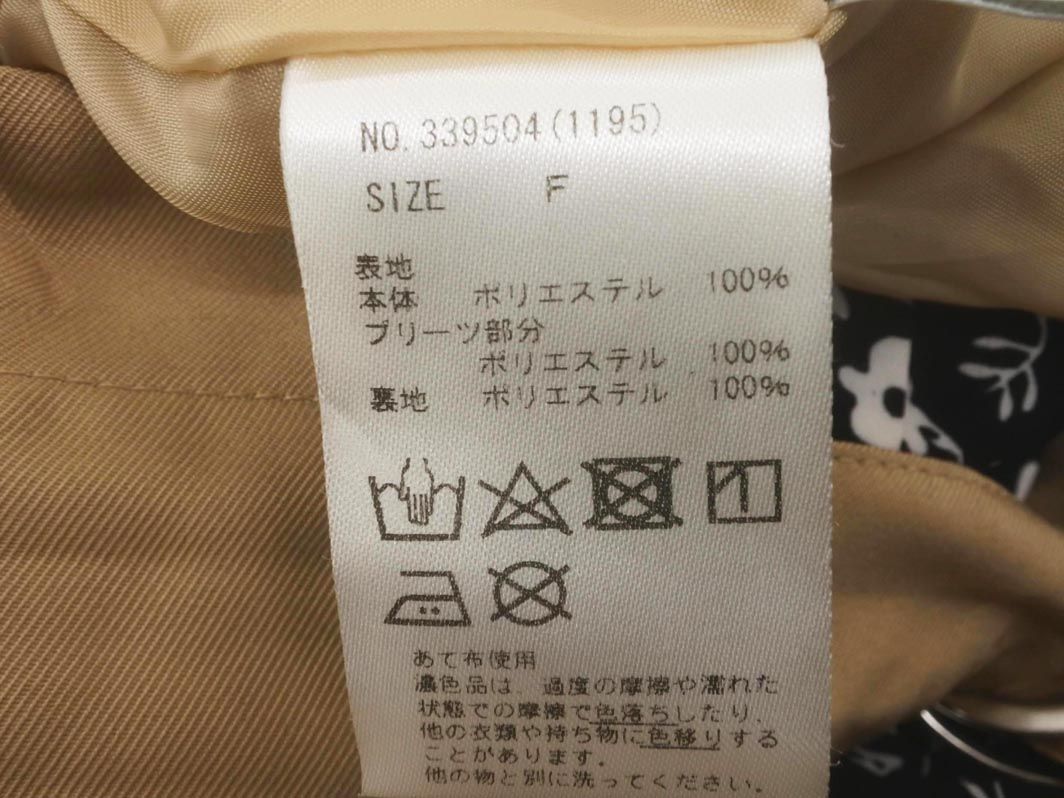 NO.339504(1195)
SIZE F
表地
本体 ポリエステル 100%
プリーツ部分
ポリエステル 100%
裏地 ポリエステル 100%
あて布使用
濃色品は、過度の摩擦や濡れた
状態での摩擦で色落ちしたり、
他の衣類や持ち物に色移りする
ことがあります。
他の物と別に洗ってください。